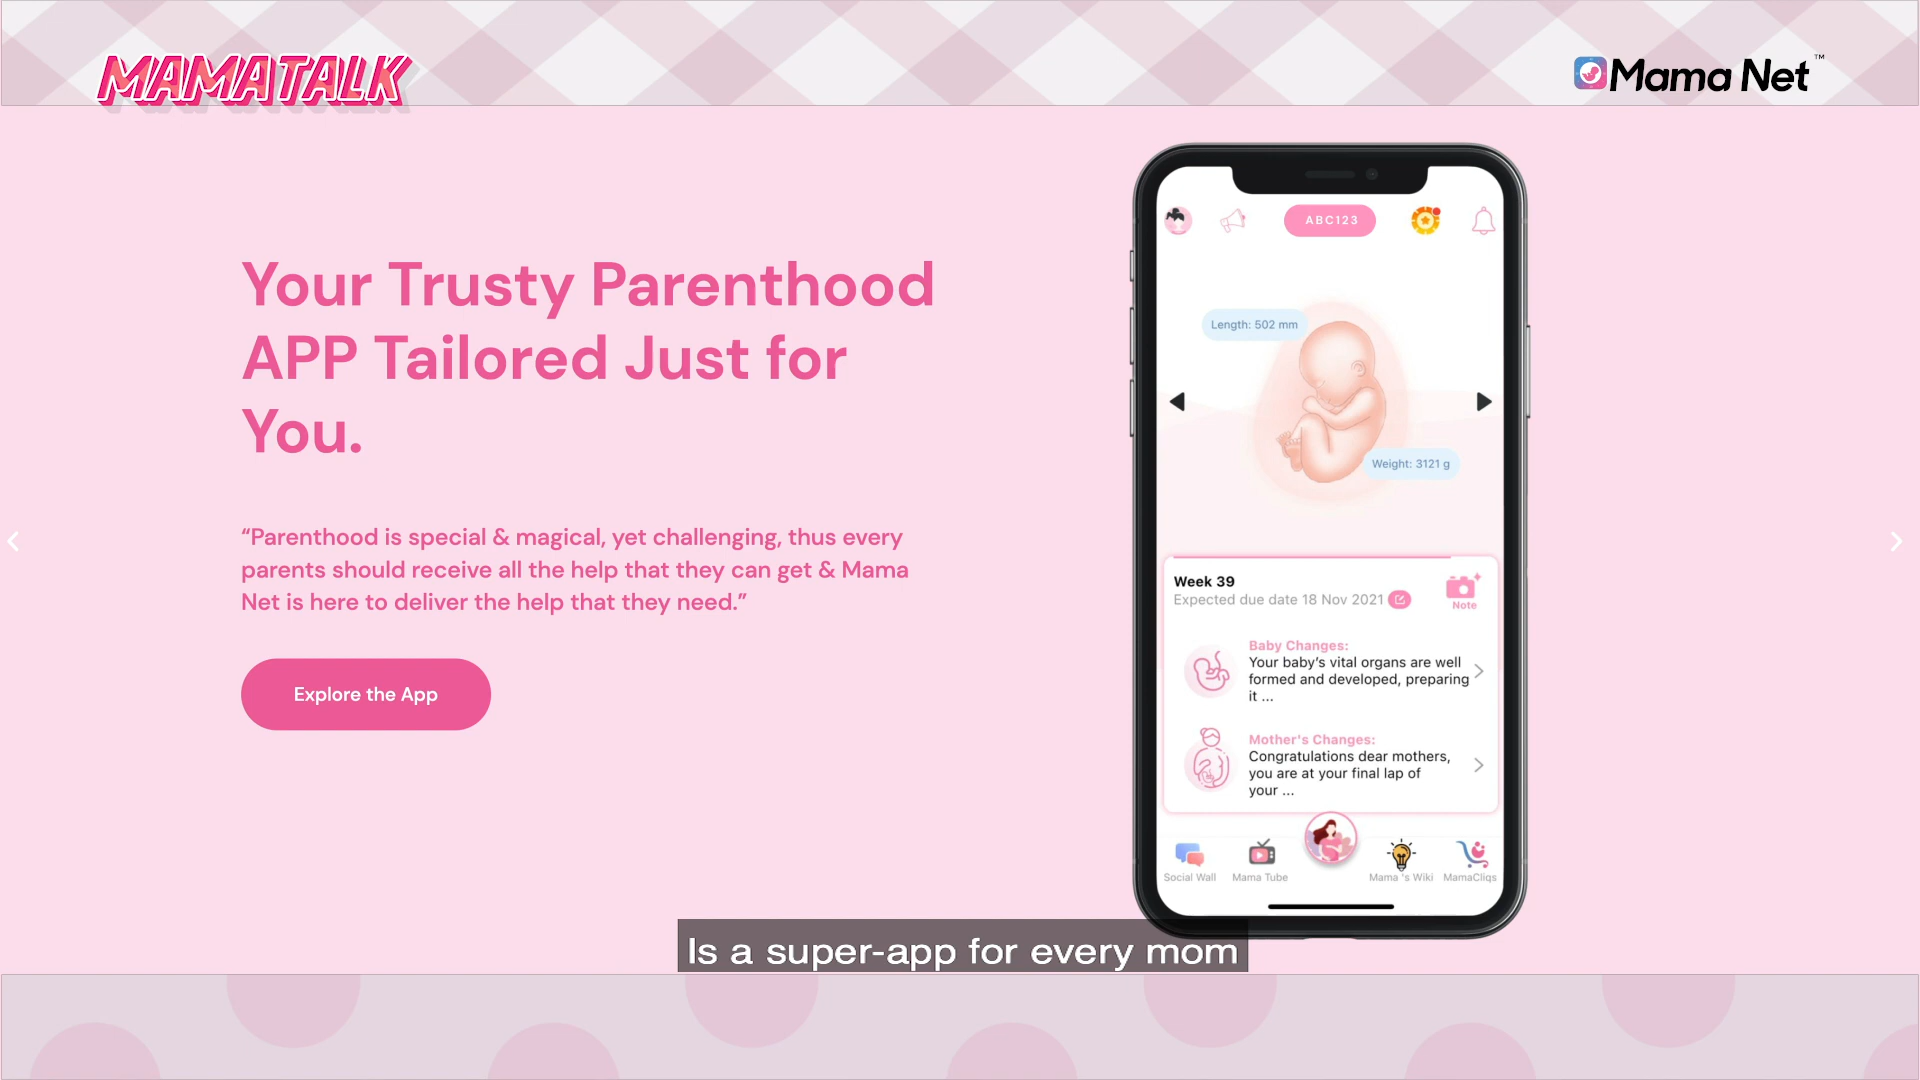 MAMATALK
Mama Net™
Your Trusty Parenthood
APP Tailored Just for
You.
“Parenthood is special & magical, yet challenging, thus every
parents should receive all the help that they can get & Mama
Net is here to deliver the help that they need.”
Explore the App
ABC123
Length: 502 mm
Weight: 3121 g
Week 39
Expected due date 18 Nov 2021
Note
Baby Changes:
Your baby’s vital organs are well
formed and developed, preparing
it ...
Mother's Changes:
Congratulations dear mothers,
you are at your final lap of
your ...
Social Wall
Mama Tube
Mama 's Wiki
MamaCliqs
Is a super-app for every mom